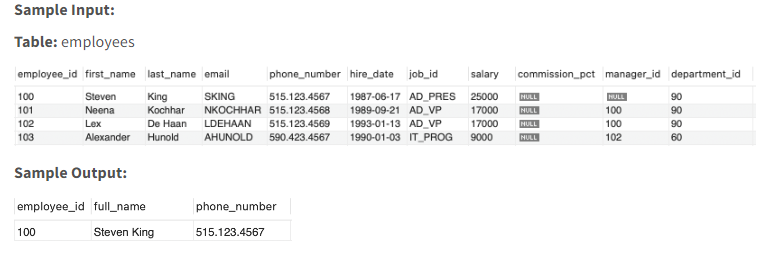 Sample Input:
Table: employees
employee_id first_name last_name email phone_number hire_date job_id salary commission_pct manager_id department_id
100 Steven King SKING 515.123.4567 1987-06-17 AD_PRES 25000 NULL NULL 90
101 Neena Kochhar NKOCHHAR 515.123.4568 1989-09-21 AD_VP 17000 NULL 100 90
102 Lex De Haan LDEHAAN 515.123.4569 1993-01-13 AD_VP 17000 NULL 100 90
103 Alexander Hunold AHUNOLD 590.423.4567 1990-01-03 IT_PROG 9000 NULL 102 60
Sample Output:
employee_id full_name phone_number
100 Steven King 515.123.4567